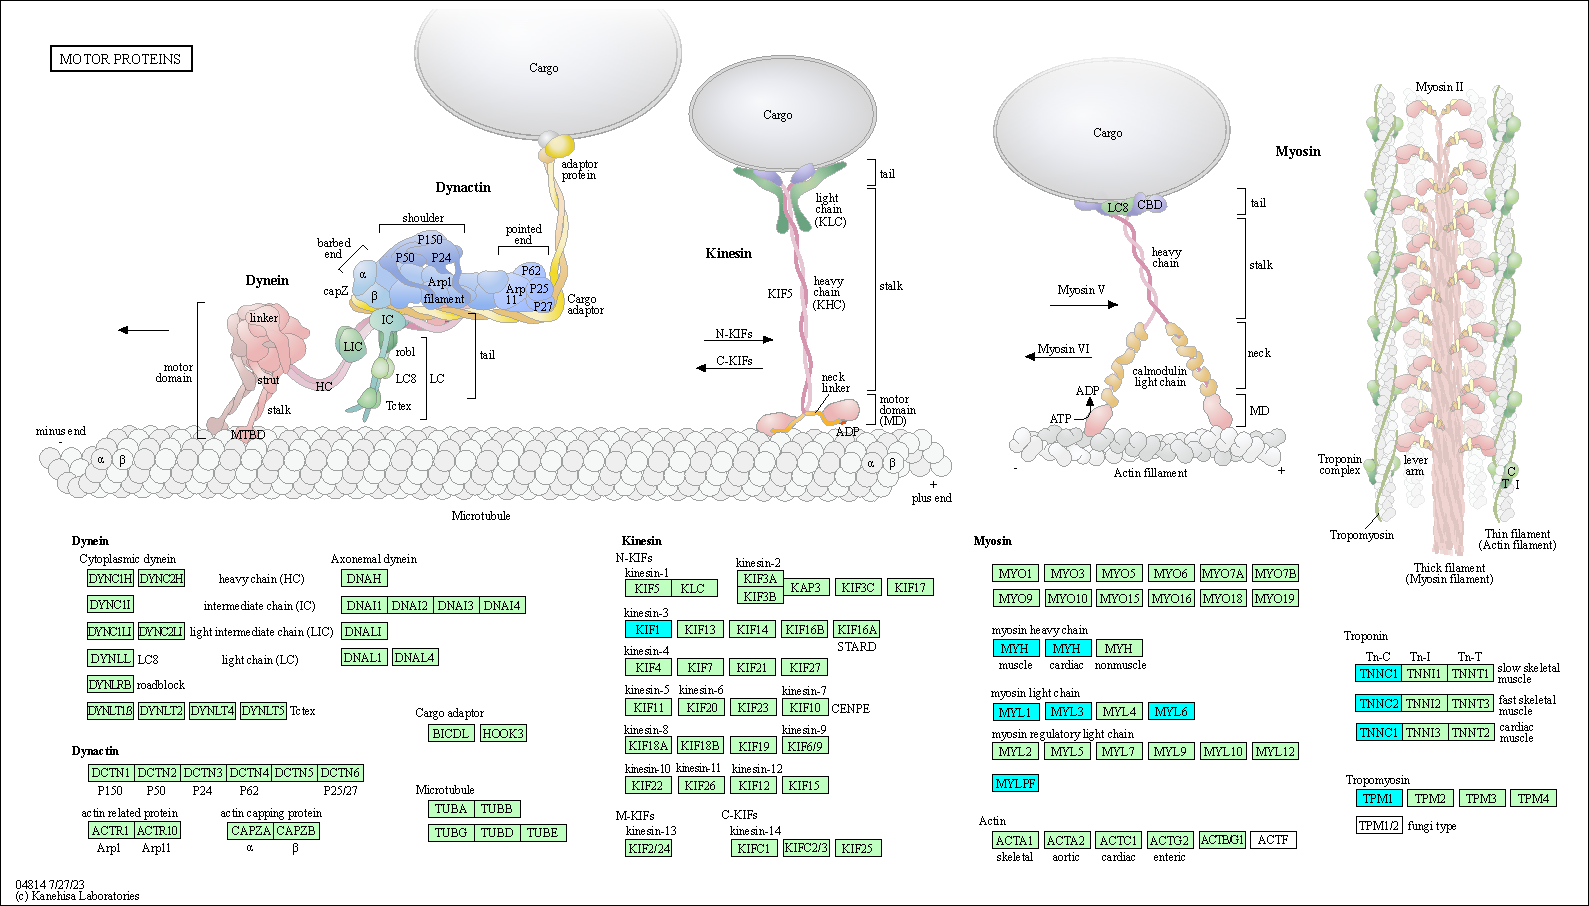 MOTOR PROTEINS
Cargo
adaptor
protein
Dynactin
shoulder
barbed
end
pointed
end
P150
P50
P24
α
β
capZ
Arp1
filament
Arp
11
P62
P25
P27
Cargo
adaptor
Dynein
linker
strut
stalk
motor
domain
MTBD
HC
LIC
IC
robl
LC8
LC
Tctex
tail
minus end
-
α
β
Microtubule
Cargo
tail
light
chain
(KLC)
Kinesin
KIF5
heavy
chain
(KHC)
stalk
N-KIFs
C-KIFs
neck
linker
motor
domain
(MD)
ADP
α
β
+
plus end
Cargo
Myosin
LC8
CBD
tail
heavy
chain
stalk
Myosin V
Myosin VI
neck
calmodulin
light chain
ADP
ATP
MD
-
+
Actin fillament
Myosin II
Troponin
complex
lever
arm
C
T
I
Tropomyosin
Thin filament
(Actin filament)
Thick filament
(Myosin filament)
Dynein
Cytoplasmic dynein
Axonemal dynein
DYNC1H DYNC2H heavy chain (HC) DNAH
DYNC1I intermediate chain (IC) DNAI1 DNAI2 DNAI3 DNAI4
DYNC1LI DYNC2LI light intermediate chain (LIC) DNALI
DYNLL LC8 light chain (LC) DNAL1 DNAL4
DYNLRB roadblock
DYNLT1ß DYNLT2 DYNLT4 DYNLT5 Tctex
Dynactin
DCTN1 DCTN2 DCTN3 DCTN4 DCTN5 DCTN6
P150 P50 P24 P62 P25/27
actin related protein
actin capping protein
ACTR1 ACTR10 CAPZA CAPZB
Arp1 Arp11 α β
Cargo adaptor
BICDL HOOK3
Microtubule
TUBA TUBB
TUBG TUBD TUBE
Kinesin
N-KIFs
kinesin-1
KIF5 KLC
kinesin-2
KIF3A
KIF3B
KAP3 KIF3C KIF17
kinesin-3
KIF1 KIF13 KIF14 KIF16B KIF16A
STARD
kinesin-4
KIF4 KIF7 KIF21 KIF27
kinesin-5 kinesin-6 kinesin-7
KIF11 KIF20 KIF23 KIF10 CENPE
kinesin-8 kinesin-9
KIF18A KIF18B KIF19 KIF6/9
kinesin-10 kinesin-11 kinesin-12
KIF22 KIF26 KIF12 KIF15
M-KIFs C-KIFs
kinesin-13 kinesin-14
KIF2/24 KIFC1 KIFC2/3 KIF25
Myosin
MYO1 MYO3 MYO5 MYO6 MYO7A MYO7B
MYO9 MYO10 MYO15 MYO16 MYO18 MYO19
myosin heavy chain
MYH MYH MYH
muscle cardiac nonmuscle
myosin light chain
MYL1 MYL3 MYL4 MYL6
myosin regulatory light chain
MYL2 MYL5 MYL7 MYL9 MYL10 MYL12
MYLPF
Actin
ACTA1 ACTA2 ACTC1 ACTG2 ACTB/G1 ACTF
skeletal aortic cardiac enteric
Troponin
Tn-C Tn-I Tn-T
TNNC1 TNNI1 TNNT1 slow skeletal
muscle
TNNC2 TNNI2 TNNT3 fast skeletal
muscle
TNNC1 TNNI3 TNNT2 cardiac
muscle
Tropomyosin
TPM1 TPM2 TPM3 TPM4
TPM1/2 fungi type
04814 7/27/23
(c) Kanehisa Laboratories